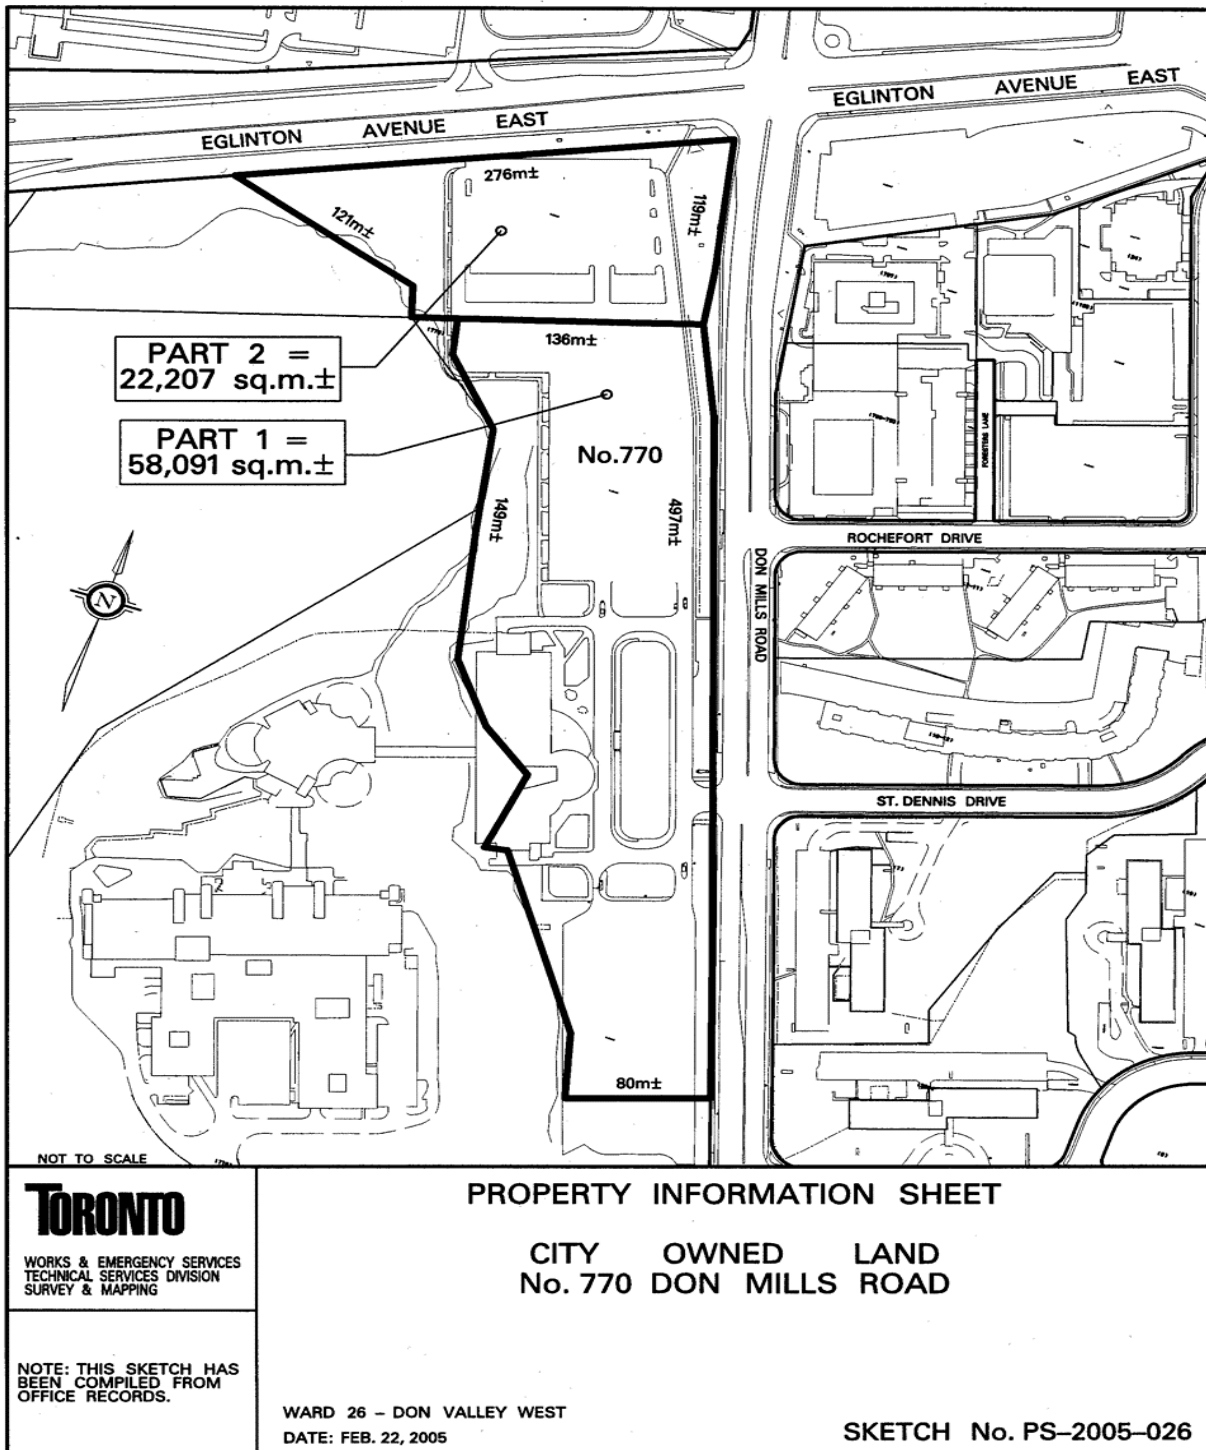 EGLINTON AVENUE EAST
EGLINTON AVENUE EAST
276m±
121m±
119m±
PART 2 =
22,207 sq.m.±
136m±
PART 1 =
58,091 sq.m.±
No.770
149m±
497m±
FORESTERS LANE
ROCHEFORT DRIVE
DON MILLS ROAD
N
ST. DENNIS DRIVE
80m±
NOT TO SCALE
TORONTO
WORKS & EMERGENCY SERVICES
TECHNICAL SERVICES DIVISION
SURVEY & MAPPING
NOTE: THIS SKETCH HAS
BEEN COMPILED FROM
OFFICE RECORDS.
PROPERTY INFORMATION SHEET
CITY OWNED LAND
No. 770 DON MILLS ROAD
WARD 26 – DON VALLEY WEST
DATE: FEB. 22, 2005
SKETCH No. PS–2005–026